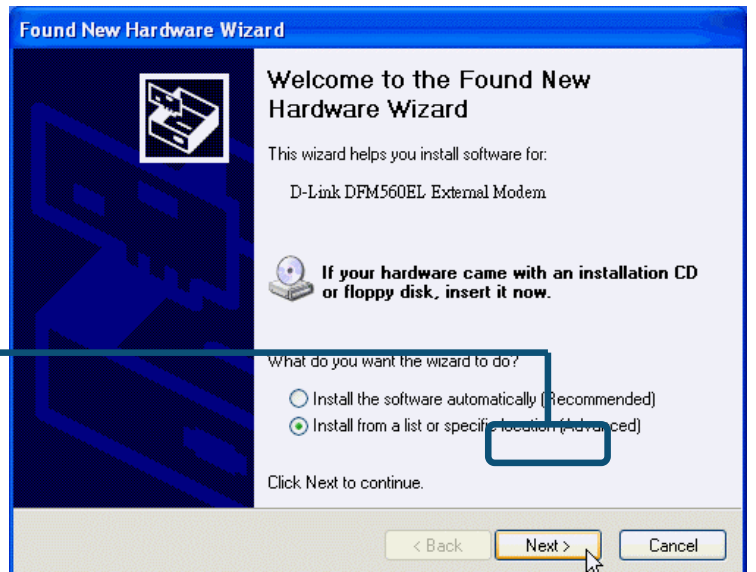 Found New Hardware Wizard
Welcome to the Found New
Hardware Wizard
This wizard helps you install software for:
D-Link DFM560EL External Modem
If your hardware came with an installation CD
or floppy disk, insert it now.
What do you want the wizard to do?
Install the software automatically (Recommended)
Install from a list or specific location (Advanced)
Click Next to continue.
< Back
Next >
Cancel